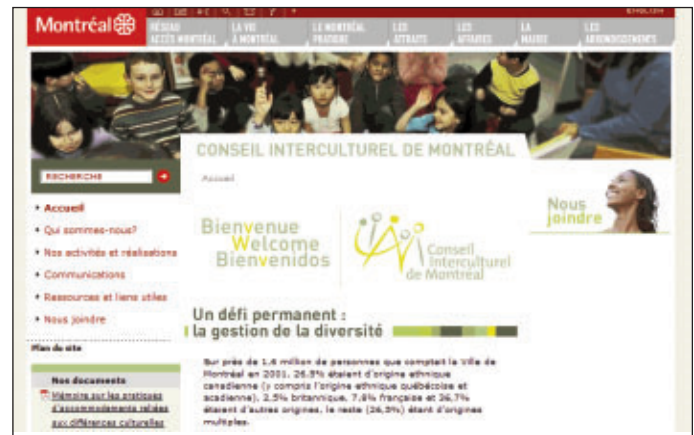 ENGLISH
Montréal
RÉSEAU
ACCÈS MONTRÉAL
LA VIE
À MONTRÉAL
LE MONTRÉAL
PRATIQUE
LES
ATTRAITS
LES
AFFAIRES
LA
MAIRIE
LES
ARRONDISSEMENTS
CONSEIL INTERCULTUREL DE MONTRÉAL
RECHERCHE
Accueil
Nous
joindre
Accueil
Qui sommes-nous?
Nos activités et réalisations
Communications
Ressources et liens utiles
Nous joindre
Plan du site
Nos documents
Mémoire sur les pratiques
d'accommodements reliées
aux différences culturelles
Bienvenue
Welcome
Bienvenidos
Conseil
Interculturel
de Montréal
Un défi permanent :
la gestion de la diversité
Sur près de 1,6 million de personnes que comptait la Ville de
Montréal en 2001, 26,5% étaient d'origine ethnique
canadienne (y compris l'origine ethnique québécoise et
acadienne), 2,5% britannique, 7,8% française et 36,7%
étaient d'autres origines, le reste (26,5%) étant d'origines
multiples.